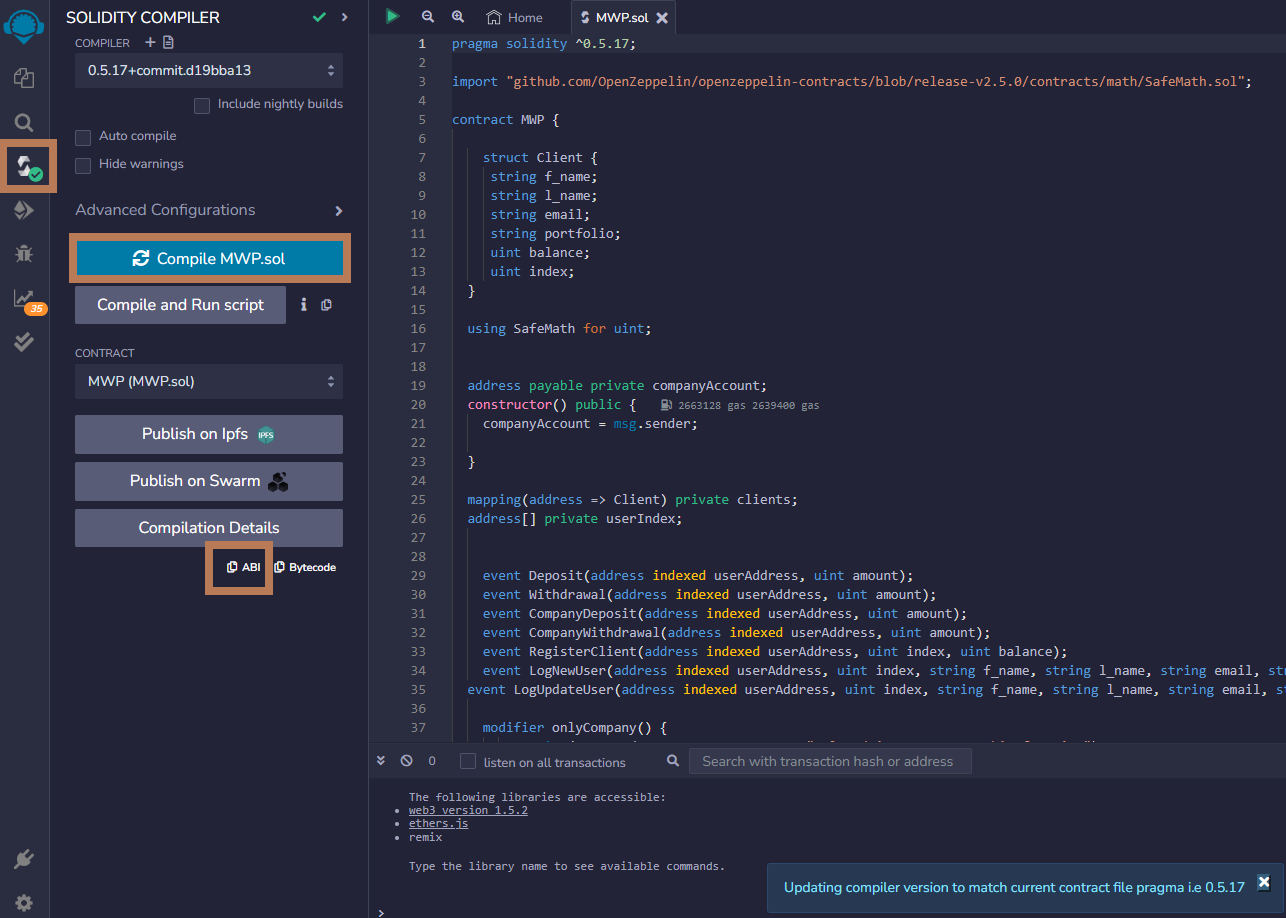 SOLIDITY COMPILER
COMPILER
0.5.17+commit.d19bba13
Include nightly builds
Auto compile
Hide warnings
Advanced Configurations
Compile MWP.sol
Compile and Run script
35
CONTRACT
MWP (MWP.sol)
Publish on Ipfs IPFS
Publish on Swarm
Compilation Details
ABI Bytecode
Home MWP.sol
1 pragma solidity ^0.5.17;
2
3 import "github.com/OpenZeppelin/openzeppelin-contracts/blob/release-v2.5.0/contracts/math/SafeMath.sol";
4
5 contract MWP {
6
7 struct Client {
8 string f_name;
9 string l_name;
10 string email;
11 string portfolio;
12 uint balance;
13 uint index;
14 }
15
16 using SafeMath for uint;
17
18
19 address payable private companyAccount;
20 constructor() public { 2663128 gas 2639400 gas
21 companyAccount = msg.sender;
22
23 }
24
25 mapping(address => Client) private clients;
26 address[] private userIndex;
27
28
29 event Deposit(address indexed userAddress, uint amount);
30 event Withdrawal(address indexed userAddress, uint amount);
31 event CompanyDeposit(address indexed userAddress, uint amount);
32 event CompanyWithdrawal(address indexed userAddress, uint amount);
33 event RegisterClient(address indexed userAddress, uint index, uint balance);
34 event LogNewUser(address indexed userAddress, uint index, string f_name, string l_name, string email, st
35 event LogUpdateUser(address indexed userAddress, uint index, string f_name, string l_name, string email, s
36
37 modifier onlyCompany() {
0 listen on all transactions Search with transaction hash or address
The following libraries are accessible:
• web3 version 1.5.2
• ethers.js
• remix
Type the library name to see available commands.
Updating compiler version to match current contract file pragma i.e 0.5.17
>